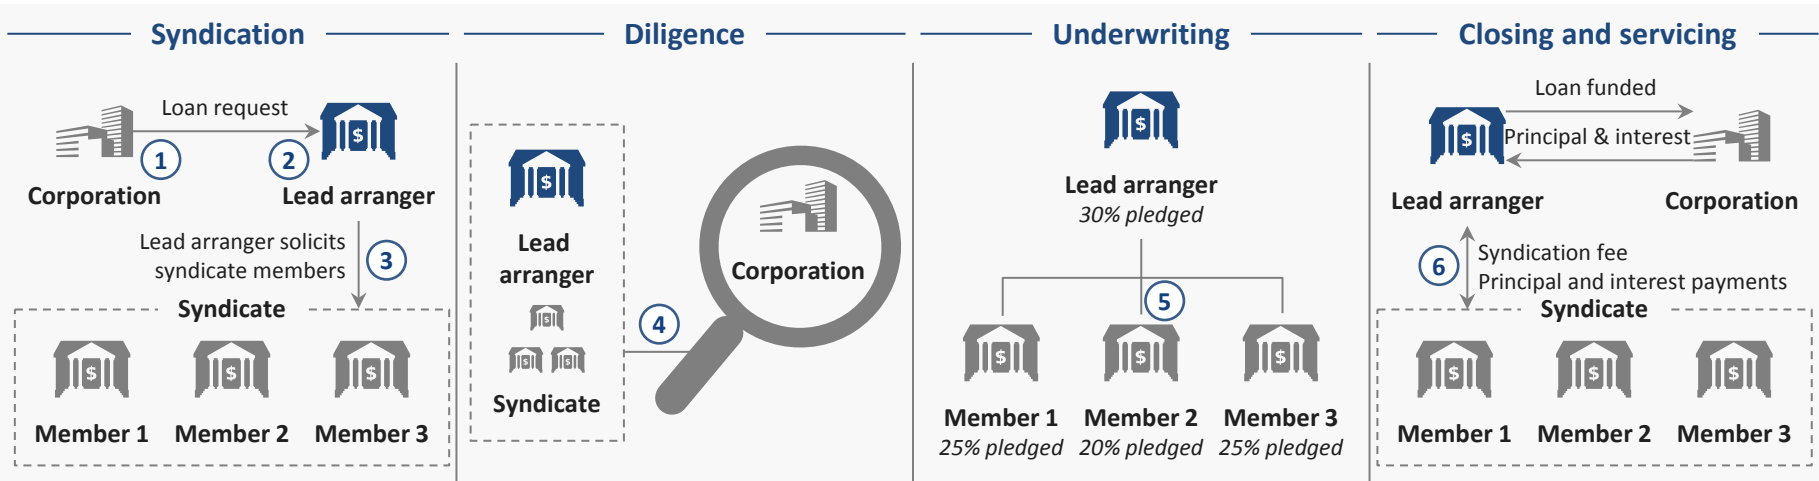 Syndication
Loan request
1
2
Corporation
Lead arranger
Lead arranger solicits
syndicate members
3
Syndicate
$
$
$
$
Member 1
Member 2
Member 3
Diligence
$
Lead
arranger
Syndicate
4
Corporation
Underwriting
$
Lead arranger
30% pledged
5
$
$
$
Member 1
25% pledged
Member 2
20% pledged
Member 3
25% pledged
Closing and servicing
Loan funded
$
Principal & interest
Lead arranger
Corporation
6
Syndication fee
Principal and interest payments
Syndicate
$
$
$
Member 1
Member 2
Member 3